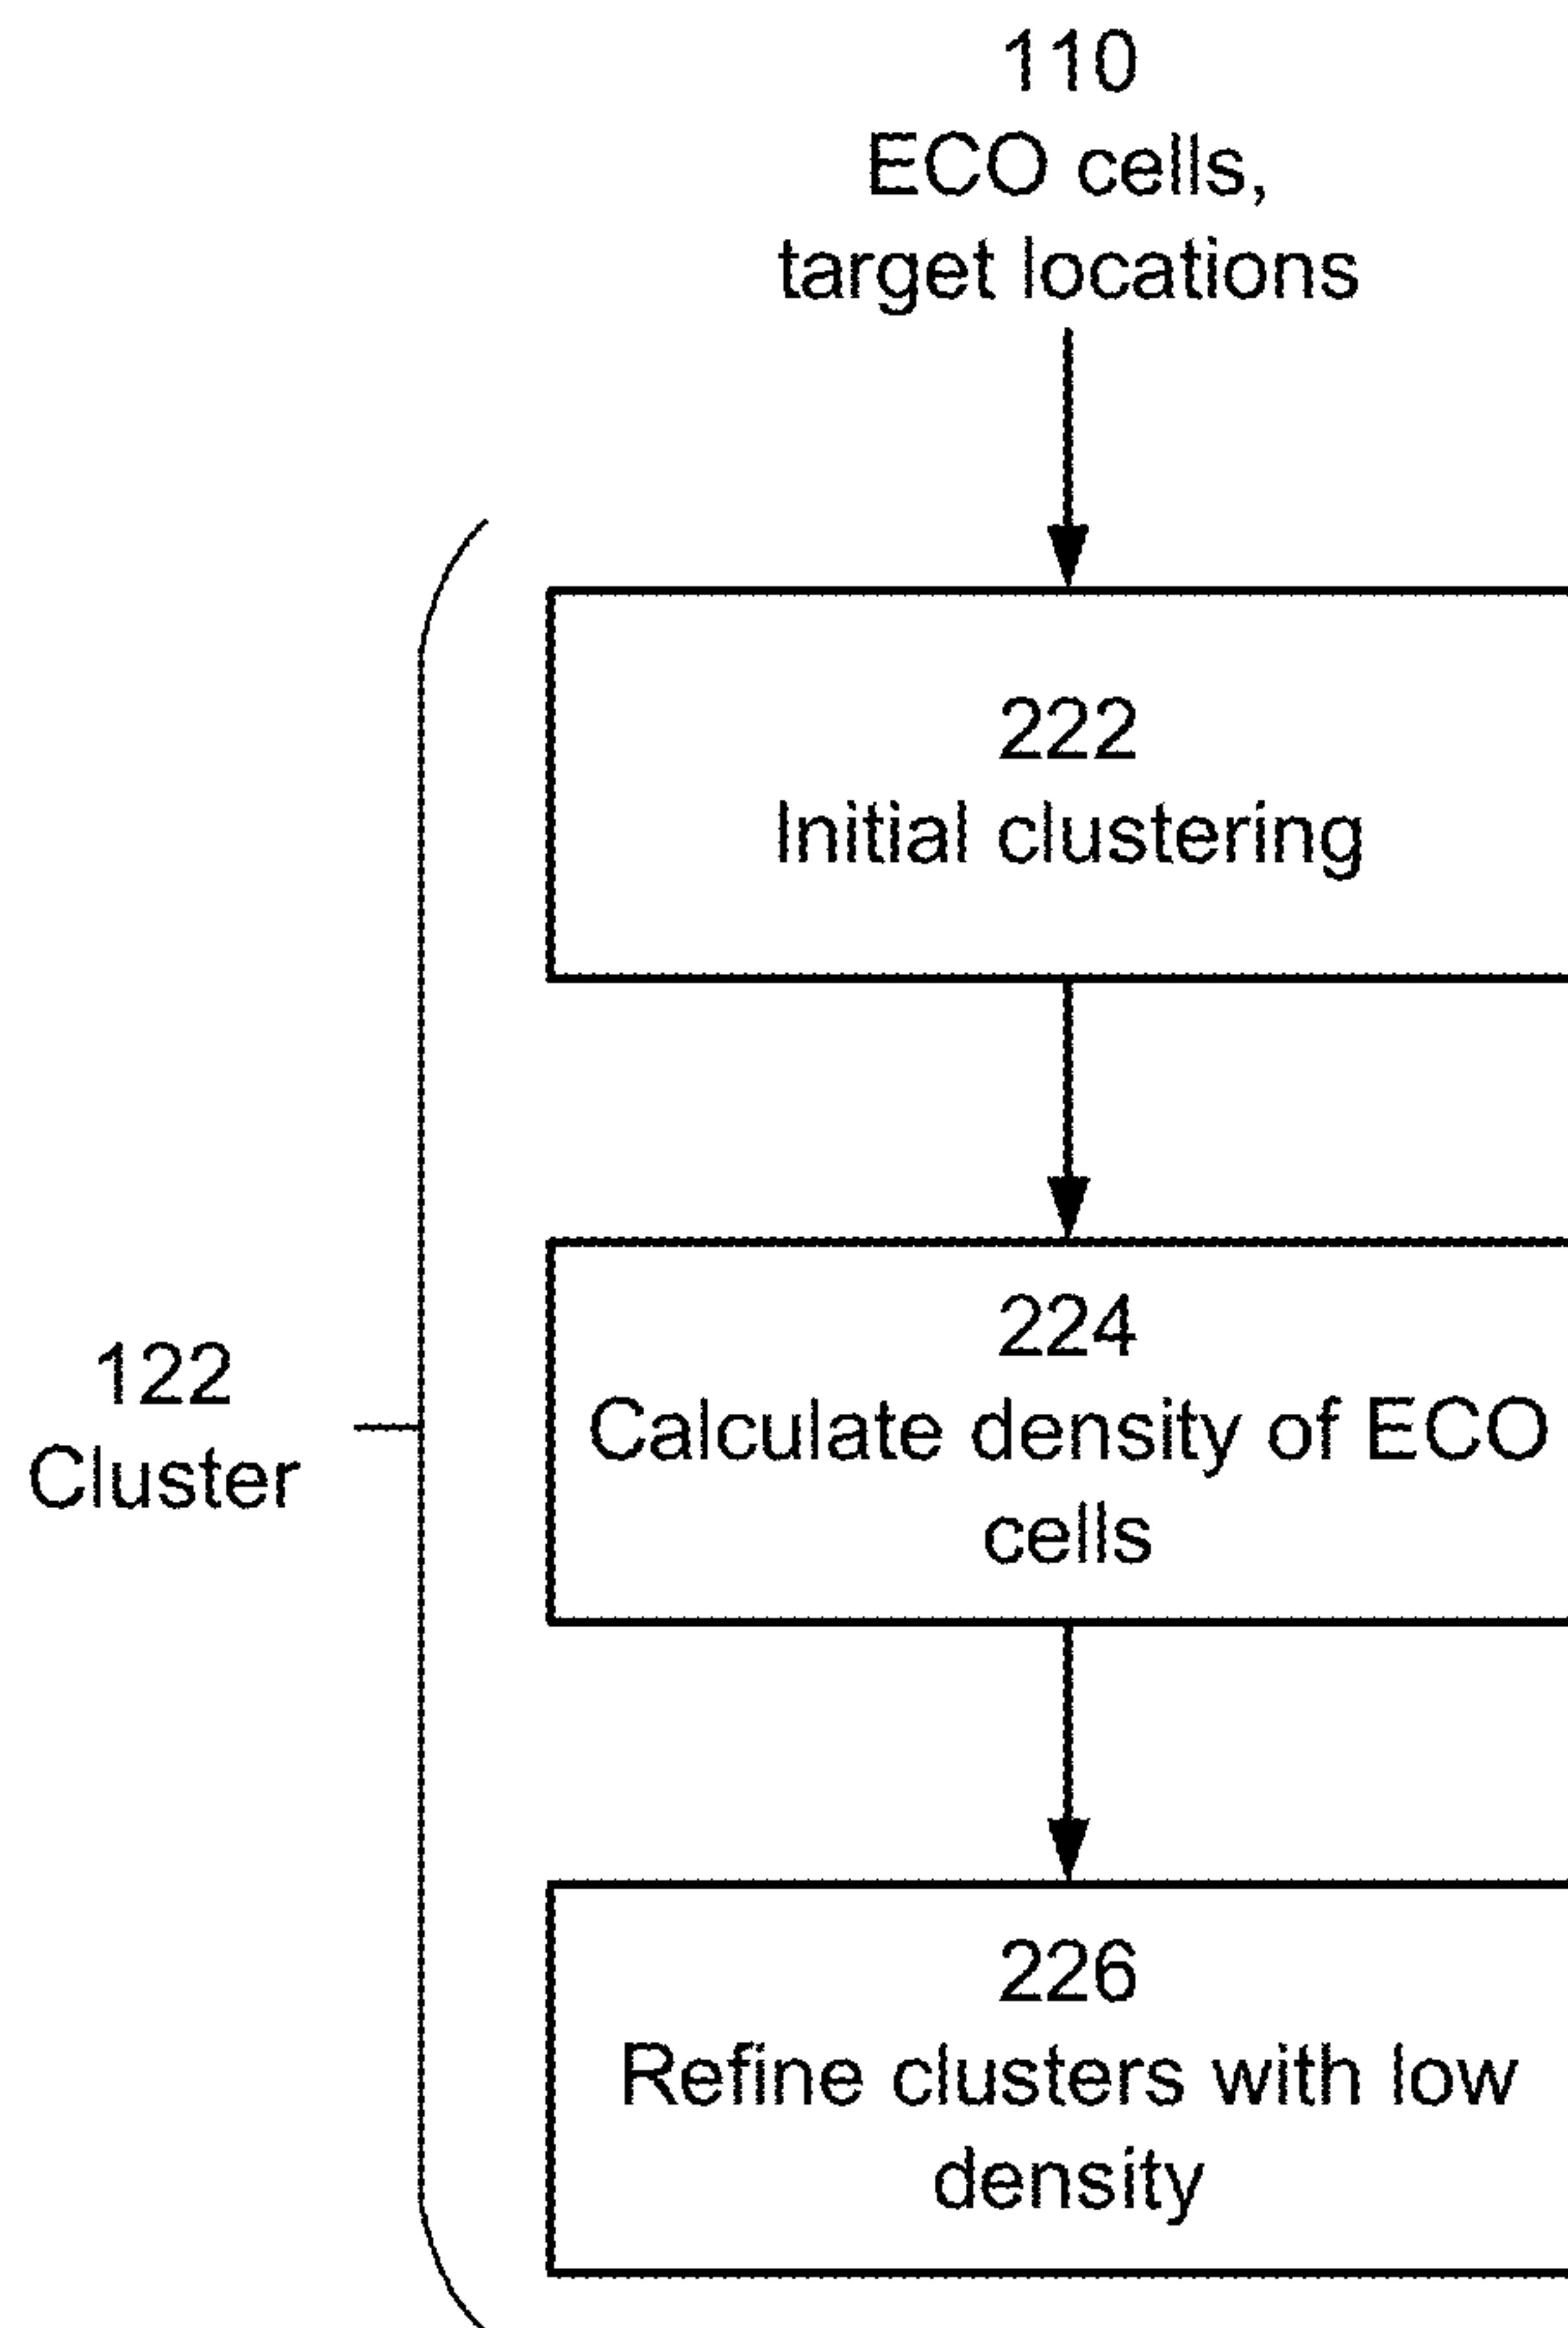 110
ECO cells,
target locations
222
Initial clustering
224
Calculate density of ECO
cells
122
Cluster
226
Refine clusters with low
density